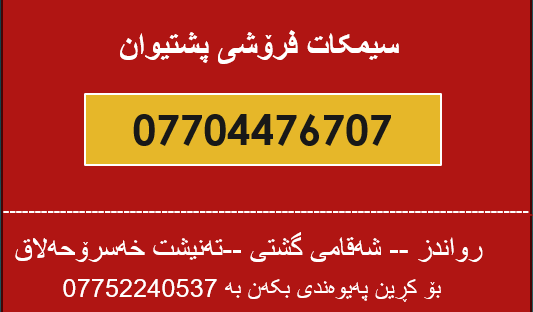 سیمکات فرۆشی پشتیوان
07704476707
رواندز -- شەقامی گشتی --تەنیشت خەسرۆحەلاق
بۆ کڕین پەیوەندی بکەن بە 07752240537